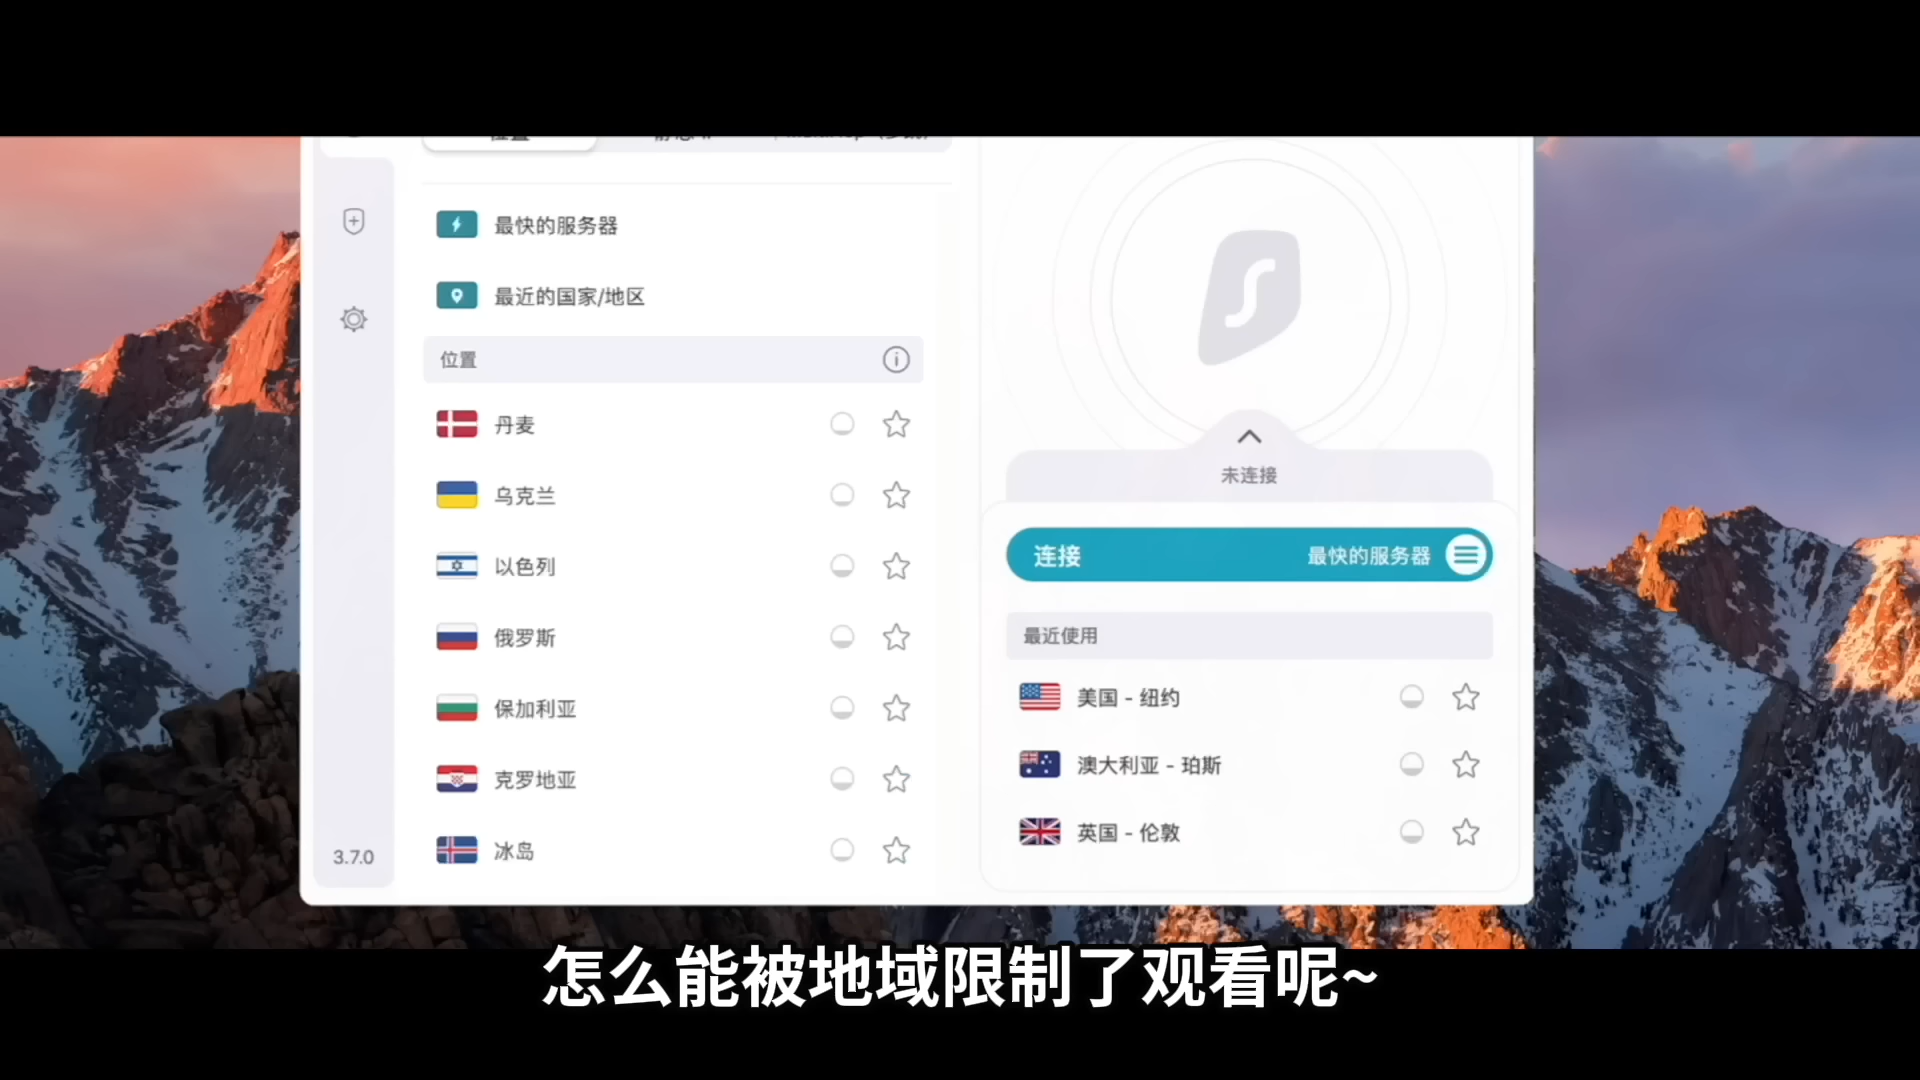 最快的服务器
最近的国家/地区
位置
丹麦
乌克兰
以色列
俄罗斯
保加利亚
克罗地亚
冰岛
3.7.0
未连接
连接
最快的服务器
最近使用
美国 - 纽约
澳大利亚 - 珀斯
英国 - 伦敦
怎么能被地域限制了观看呢~